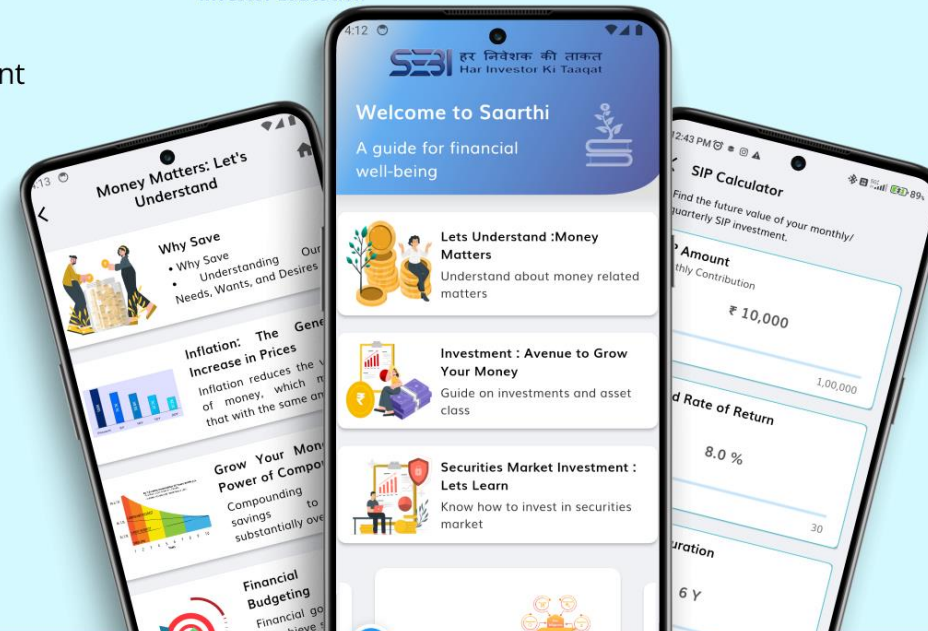 nt
4:13
Money Matters: Let's
Understand
Why Save
• Why Save
• Understanding Our
Needs, Wants, and Desires
Inflation: The
Increase in Prices
Inflation reduces the
of money, which
that with the same
Grow Your
Power of
Compounding
savings to
substantially
Financial
Budgeting
Financial
4:12
SEBI
हर निवेशक की ताकत
Har Investor Ki Taaqat
Welcome to Saarthi
A guide for financial
well-being
Lets Understand :Money
Matters
Understand about money related
matters
Investment : Avenue to Grow
Your Money
Guide on investments and asset
class
Securities Market Investment :
Lets Learn
Know how to invest in securities
market
12:43 PM
89%
SIP Calculator
Find the future value of your monthly/
quarterly SIP investment.
Amount
thly Contribution
₹ 10,000
1,00,000
d Rate of Return
8.0 %
30
uration
6 Y